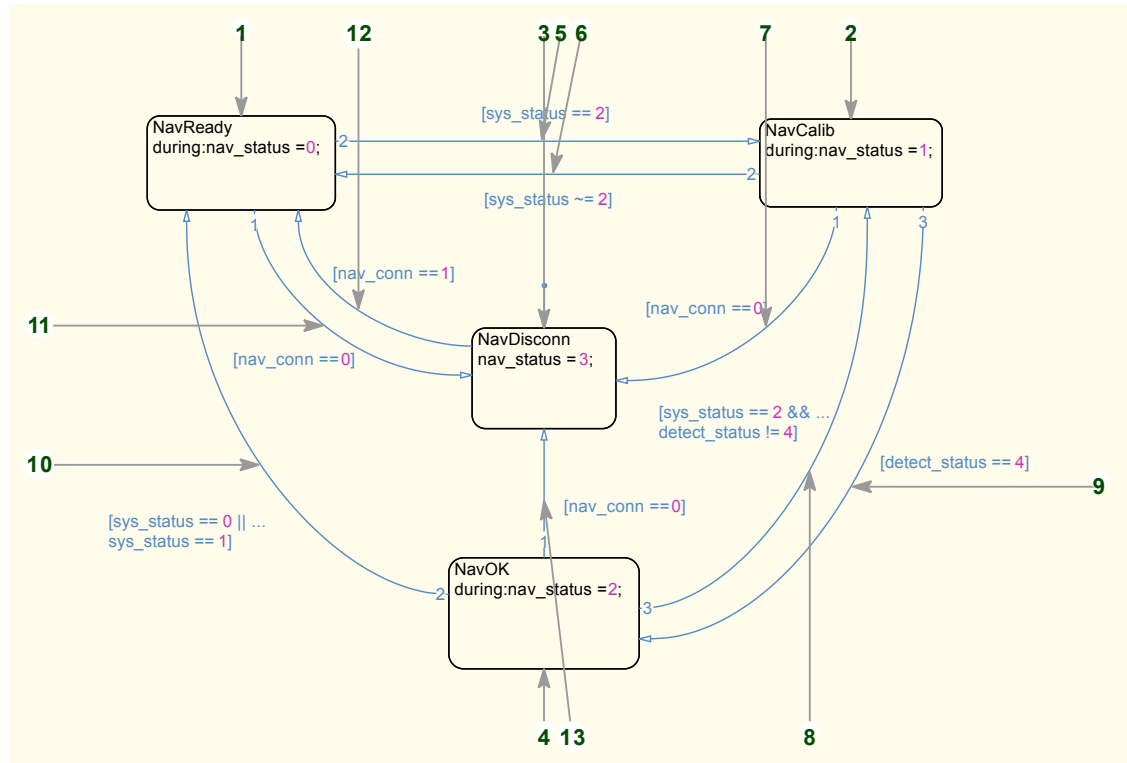 1
12
3
5
6
7
2
[sys_status == 2]
NavReady
during:nav_status =0;
2
NavCalib
during:nav_status =1;
2
[sys_status ~= 2]
1
1
3
[nav_conn ==1]
[nav_conn ==0]
11
NavDisconn
nav_status =3;
[nav_conn ==0]
[sys_status == 2 && ...
detect_status != 4]
10
[detect_status == 4]
9
[nav_conn ==0]
[sys_status == 0 || ...
sys_status == 1]
1
NavOK
during:nav_status =2;
2
3
4
13
8